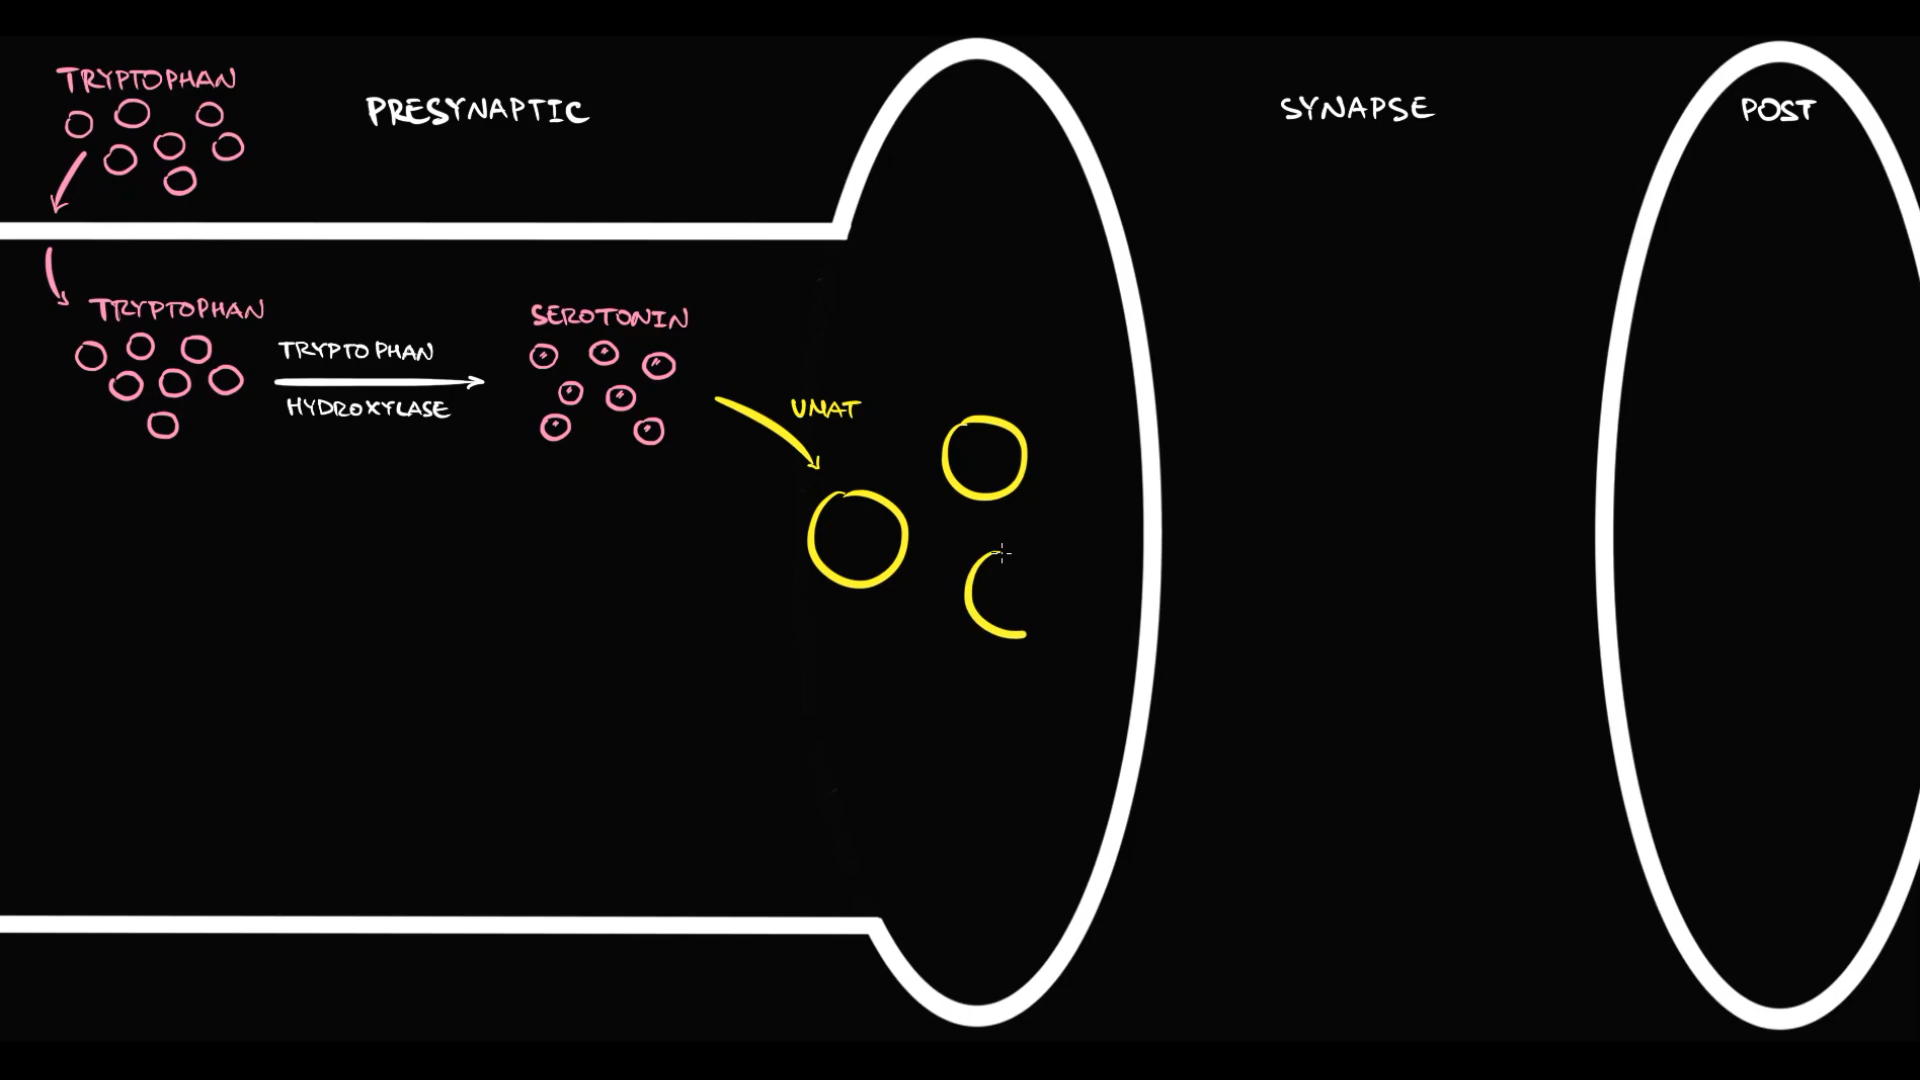 TRYPTOPHAN
PRESYNAPTIC
SYNAPSE
POST
TRYPTOPHAN
TRYPTOPHAN
HYDROXYLASE
SEROTONIN
VMAT